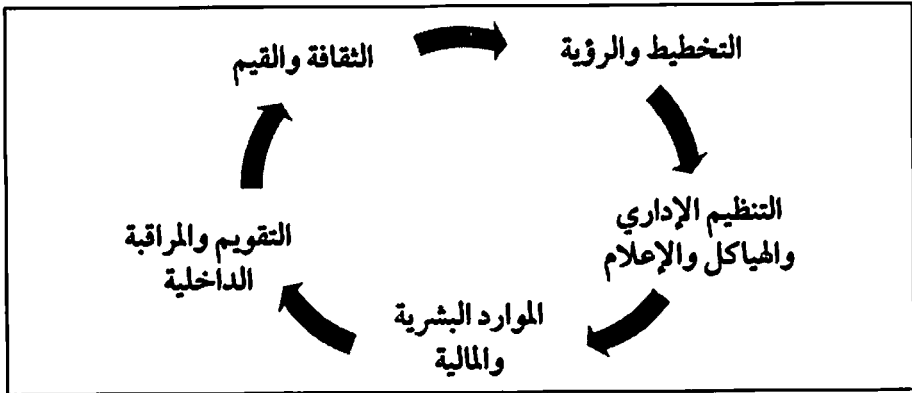 التخطيط والرؤية
الثقافة والقيم
التنظيم الإداري
والهياكل والإعلام
التقويم والمراقبة
الداخلية
الموارد البشرية
والمالية